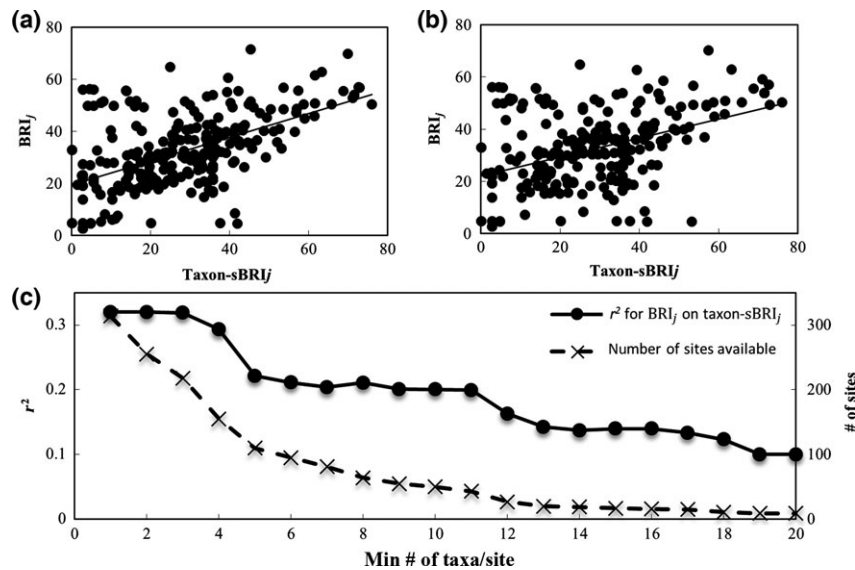 (a)
80
60
40
20
0
BRIj
0 20 40 60 80
Taxon-sBRIj
(b)
80
60
40
20
0
BRIj
0 20 40 60 80
Taxon-sBRIj
(c)
0.3
0.2
0.1
0
r²
r² for BRIj on taxon-sBRIj
Number of sites available
300
200
100
0
# of sites
0 2 4 6 8 10 12 14 16 18 20
Min # of taxa/site